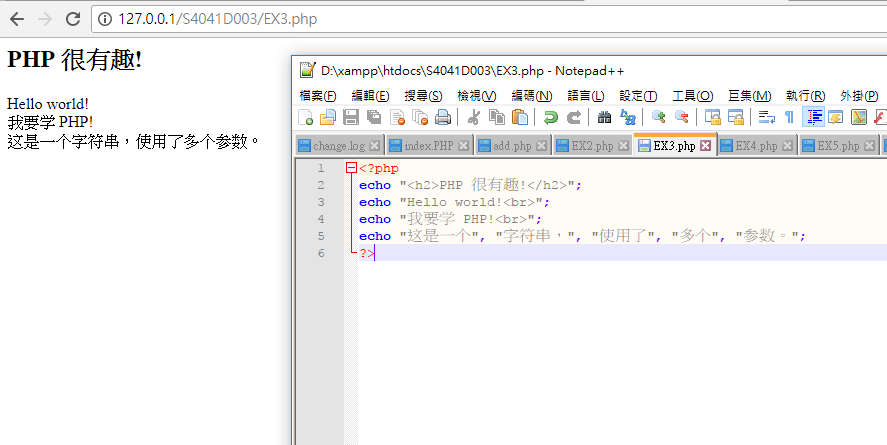 127.0.0.1/S4041D003/EX3.php
PHP 很有趣!
Hello world!
我要学 PHP!
这是一个字符串，使用了多个参数。
D:\xampp\htdocs\S4041D003\EX3.php - Notepad++
檔案(F) 編輯(E) 搜尋(S) 檢視(V) 編碼(N) 語言(L) 設定(T) 工具(O) 巨集(M) 執行(R) 外掛(P)
change.log index.PHP add.php EX2.php EX3.php EX4.php EX5.php
1 <?php
2 echo "<h2>PHP 很有趣!</h2>";
3 echo "Hello world!<br>";
4 echo "我要学 PHP!<br>";
5 echo "这是一个", "字符串，", "使用了", "多个", "参数。";
6 ?>